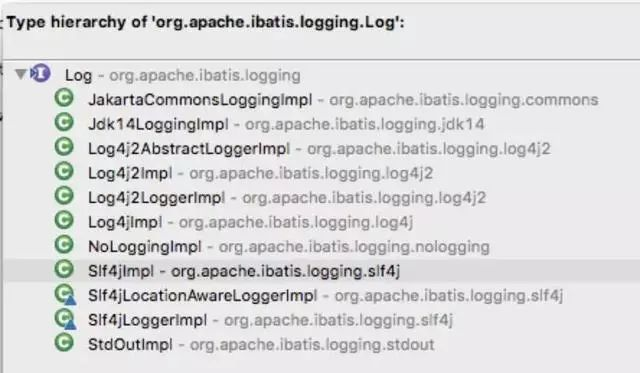 Type hierarchy of 'org.apache.ibatis.logging.Log':
Log - org.apache.ibatis.logging
JakartaCommonsLoggingImpl - org.apache.ibatis.logging.commons
Jdk14LoggingImpl - org.apache.ibatis.logging.jdk14
Log4j2AbstractLoggerImpl - org.apache.ibatis.logging.log4j2
Log4j2Impl - org.apache.ibatis.logging.log4j2
Log4j2LoggerImpl - org.apache.ibatis.logging.log4j2
Log4jImpl - org.apache.ibatis.logging.log4j
NoLoggingImpl - org.apache.ibatis.logging.nologging
Slf4jImpl - org.apache.ibatis.logging.slf4j
Slf4jLocationAwareLoggerImpl - org.apache.ibatis.logging.slf4j
Slf4jLoggerImpl - org.apache.ibatis.logging.slf4j
StdOutImpl - org.apache.ibatis.logging.stdout